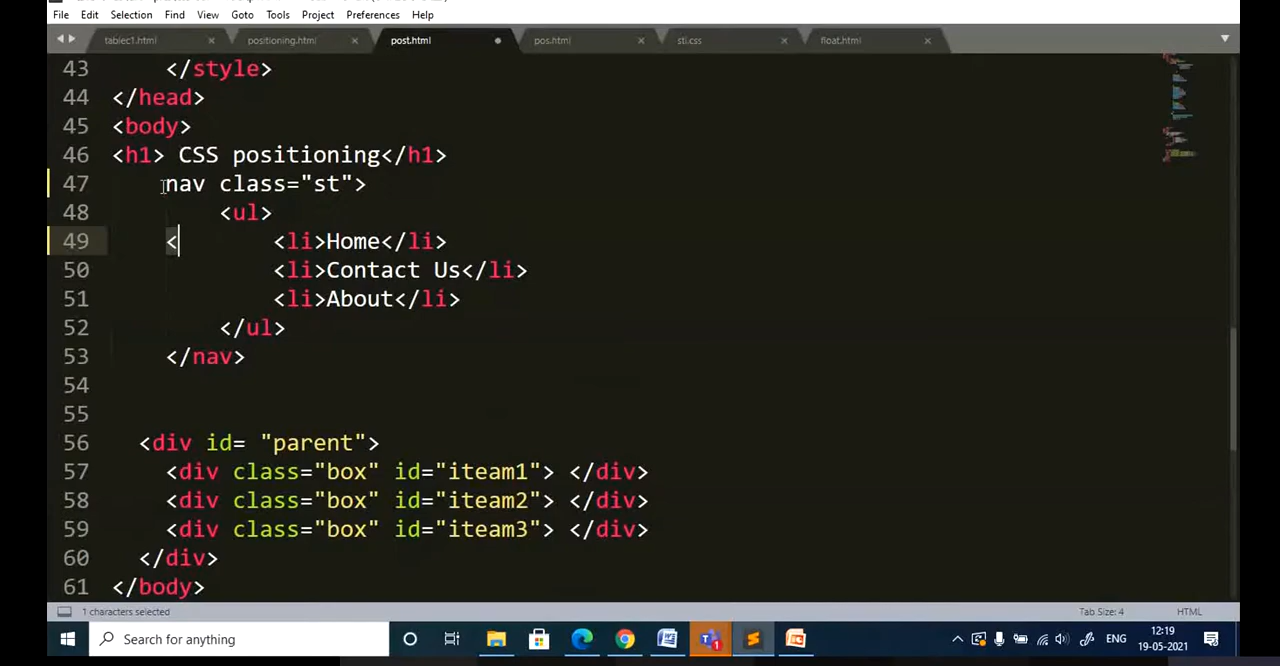 File Edit Selection Find View Goto Tools Project Preferences Help
tablec1.html positioning.html post.html pos.html sti.css float.html
43 </style>
44 </head>
45 <body>
46 <h1> CSS positioning</h1>
47 nav class="st">
48 <ul>
49 < <li>Home</li>
50 <li>Contact Us</li>
51 <li>About</li>
52 </ul>
53 </nav>
54
55
56 <div id= "parent">
57 <div class="box" id="iteam1"> </div>
58 <div class="box" id="iteam2"> </div>
59 <div class="box" id="iteam3"> </div>
60 </div>
61 </body>
1 characters selected Tab Size: 4 HTML
Search for anything 1 ENG 12:19
19-05-2021